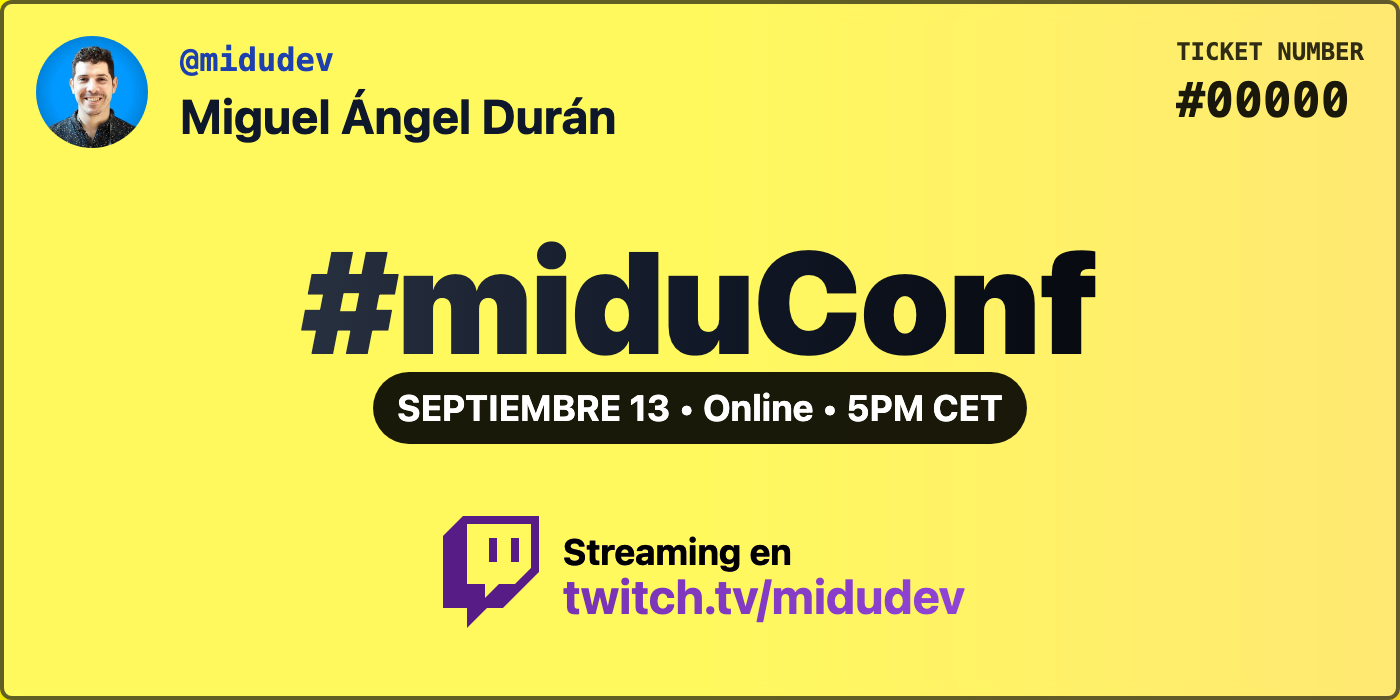 @midudev
Miguel Ángel Durán
TICKET NUMBER
#00000
#miduConf
SEPTIEMBRE 13 • Online • 5PM CET
Streaming en
twitch.tv/midudev